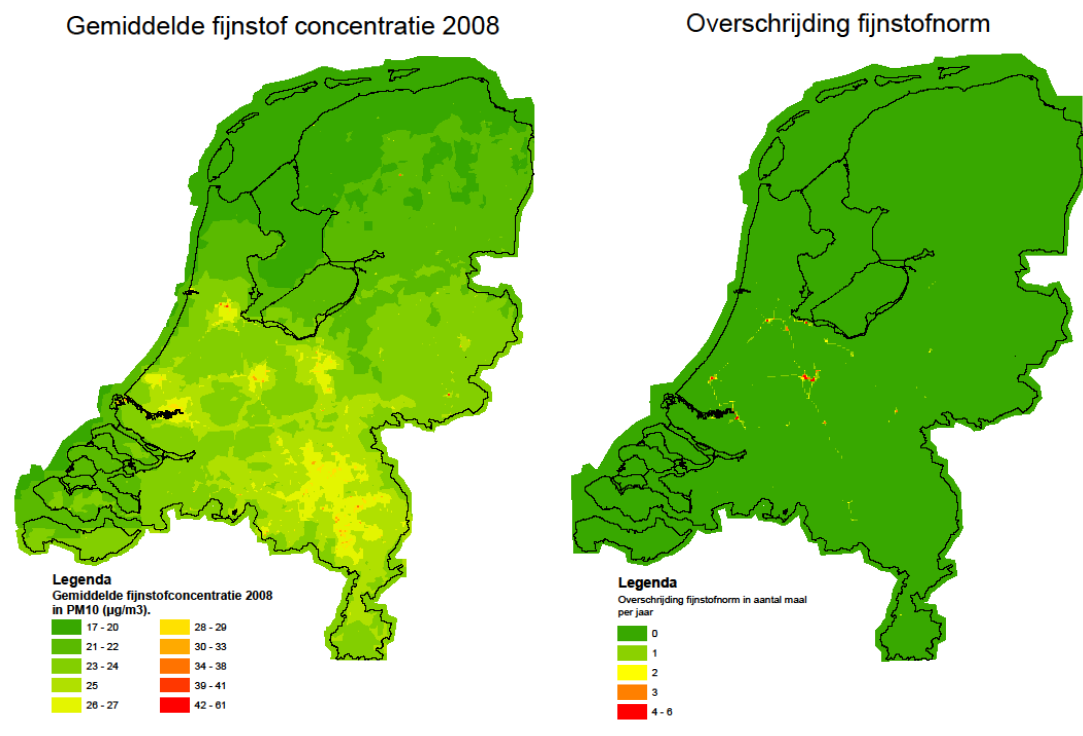 Gemiddelde fijnstof concentratie 2008
Overschrijding fijnstofnorm
Legenda
Gemiddelde fijnstofconcentratie 2008
in PM10 (µg/m3).
17 - 20
21 - 22
23 - 24
25
26 - 27
28 - 29
30 - 33
34 - 38
39 - 41
42 - 61
Legenda
Overschrijding fijnstofnorm in aantal maal
per jaar
0
1
2
3
4 - 6